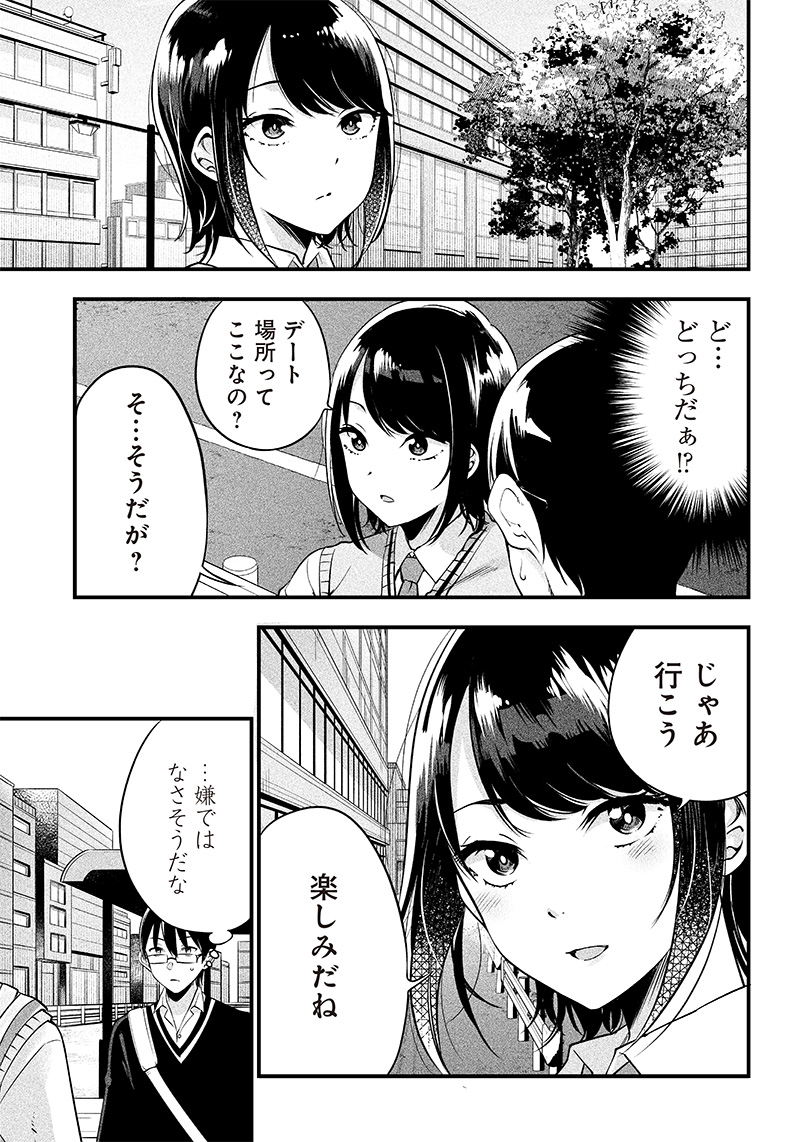 ど…
どっちだぁ!?
デート
場所って
ここなの?
そ…そうだが?
じゃあ
行こう
楽しみだね
…嫌では
なさそうだな